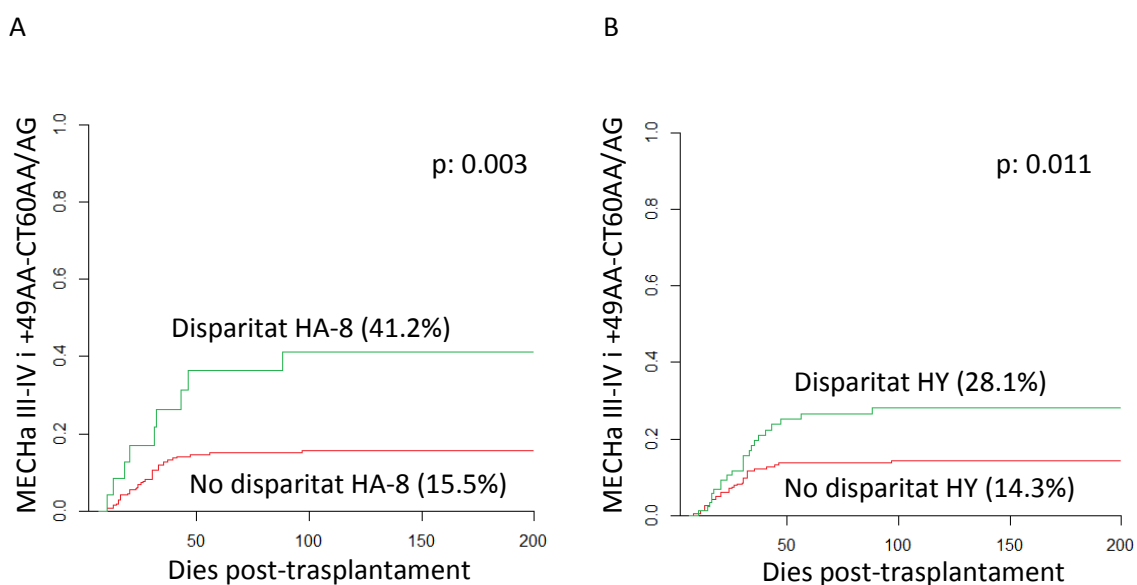 A
MECHa III-IV i +49AA-CT60AA/AG
1.0
0.8
0.6
0.4
0.2
0.0
p: 0.003
Disparitat HA-8 (41.2%)
No disparitat HA-8 (15.5%)
50
100
150
200
Dies post-trasplantament
B
MECHa III-IV i +49AA-CT60AA/AG
1.0
0.8
0.6
0.4
0.2
0.0
p: 0.011
Disparitat HY (28.1%)
No disparitat HY (14.3%)
50
100
150
200
Dies post-trasplantament